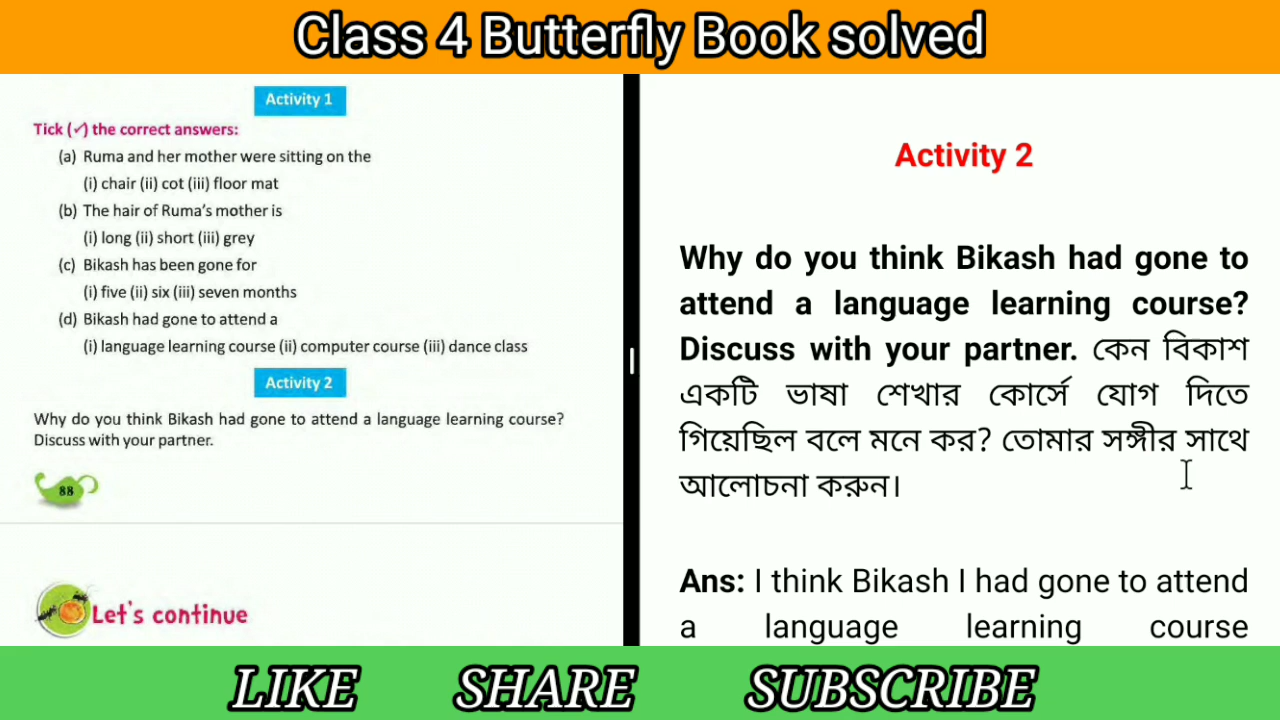 Class 4 Butterfly Book solved
Activity 1
Tick (✓) the correct answers:
(a) Ruma and her mother were sitting on the
(i) chair (ii) cot (iii) floor mat
(b) The hair of Ruma's mother is
(i) long (ii) short (iii) grey
(c) Bikash has been gone for
(i) five (ii) six (iii) seven months
(d) Bikash had gone to attend a
(i) language learning course (ii) computer course (iii) dance class
Activity 2
Why do you think Bikash had gone to attend a language learning course?
Discuss with your partner.
88
Let's continue
Activity 2
Why do you think Bikash had gone to
attend a language learning course?
Discuss with your partner. কেন বিকাশ
একটি ভাষা শেখার কোর্সে যোগ দিতে
গিয়েছিল বলে মনে কর? তোমার সঙ্গীর সাথে
আলোচনা করুন।
Ans: I think Bikash I had gone to attend
a language learning course
LIKE SHARE SUBSCRIBE